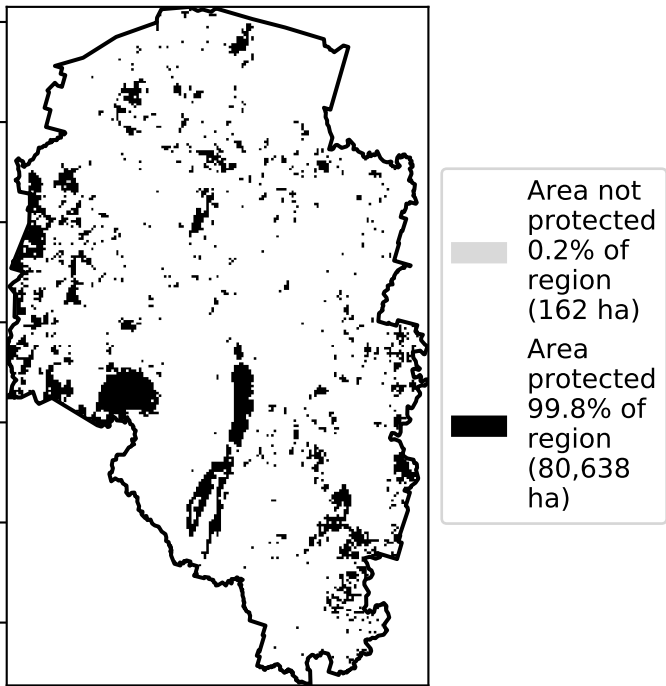 Area not
protected
0.2% of
region
(162 ha)
Area
protected
99.8% of
region
(80,638
ha)